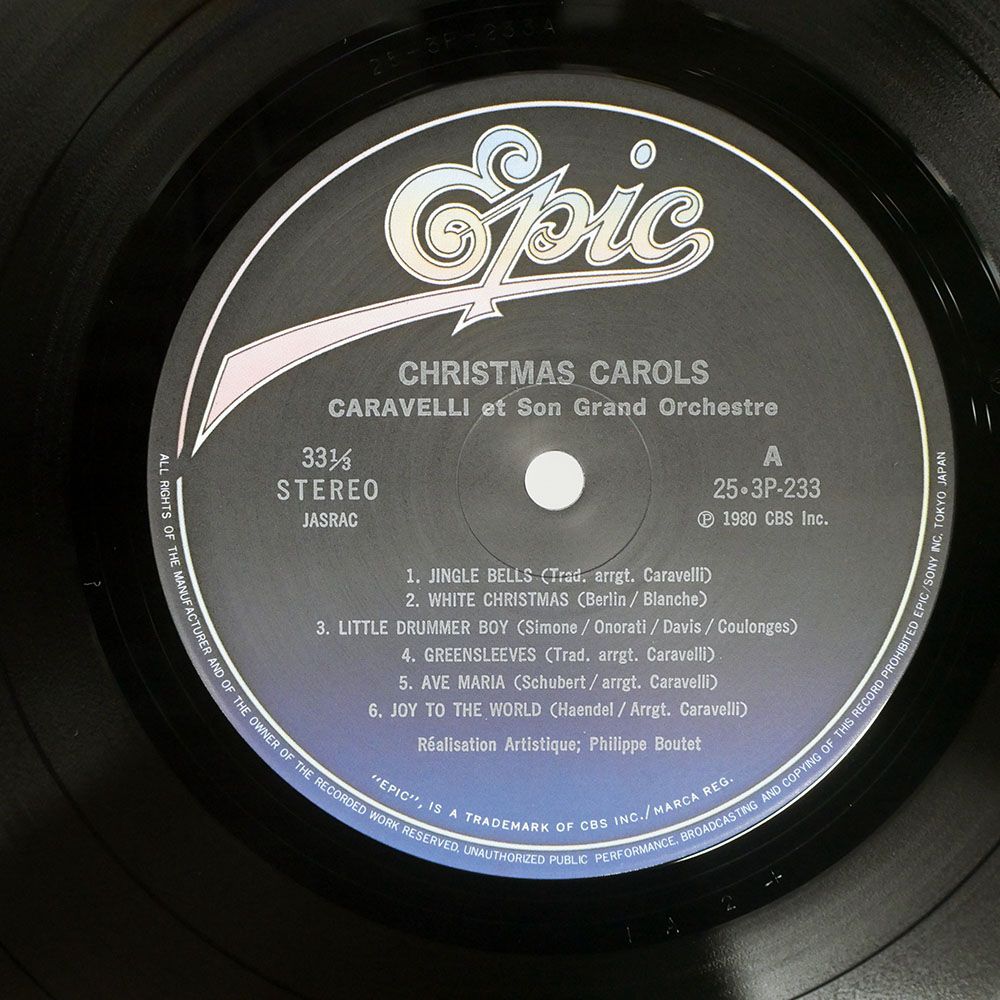 25-3P-233A
Epic
CHRISTMAS CAROLS
CARAVELLI et Son Grand Orchestre
33⅓
STEREO
JASRAC
A
25・3P-233
Ⓟ 1980 CBS Inc.
1. JINGLE BELLS (Trad. arrgt. Caravelli)
2. WHITE CHRISTMAS (Berlin / Blanche)
3. LITTLE DRUMMER BOY (Simone / Onorati / Davis / Coulonges)
4. GREENSLEEVES (Trad. arrgt. Caravelli)
5. AVE MARIA (Schubert / arrgt. Caravelli)
6. JOY TO THE WORLD (Haendel / Arrgt. Caravelli)
Réalisation Artistique; Philippe Boutet
"EPIC", IS A TRADEMARK OF CBS INC./MARCA REG.
ALL RIGHTS OF THE MANUFACTURER AND OF THE OWNER OF THE RECORDED WORK RESERVED. UNAUTHORIZED PUBLIC PERFORMANCE, BROADCASTING AND COPYING OF THIS RECORD PROHIBITED EPIC/SONY INC. TOKYO JAPAN
1 A 2 +